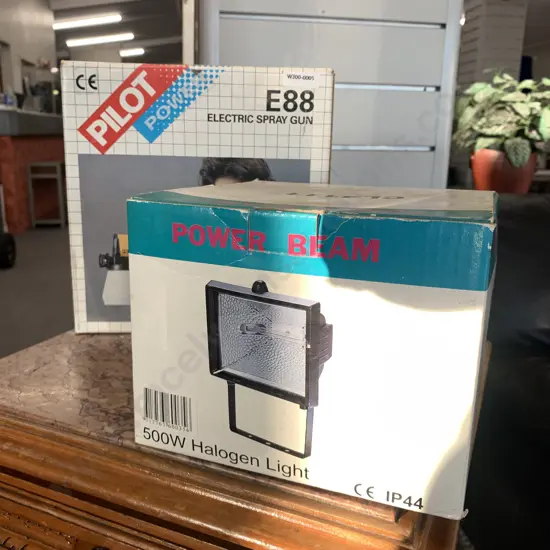 CE
PILOT
POWER
W300-0005
E88
ELECTRIC SPRAY GUN
POWER BEAM
500W Halogen Light
CE IP44